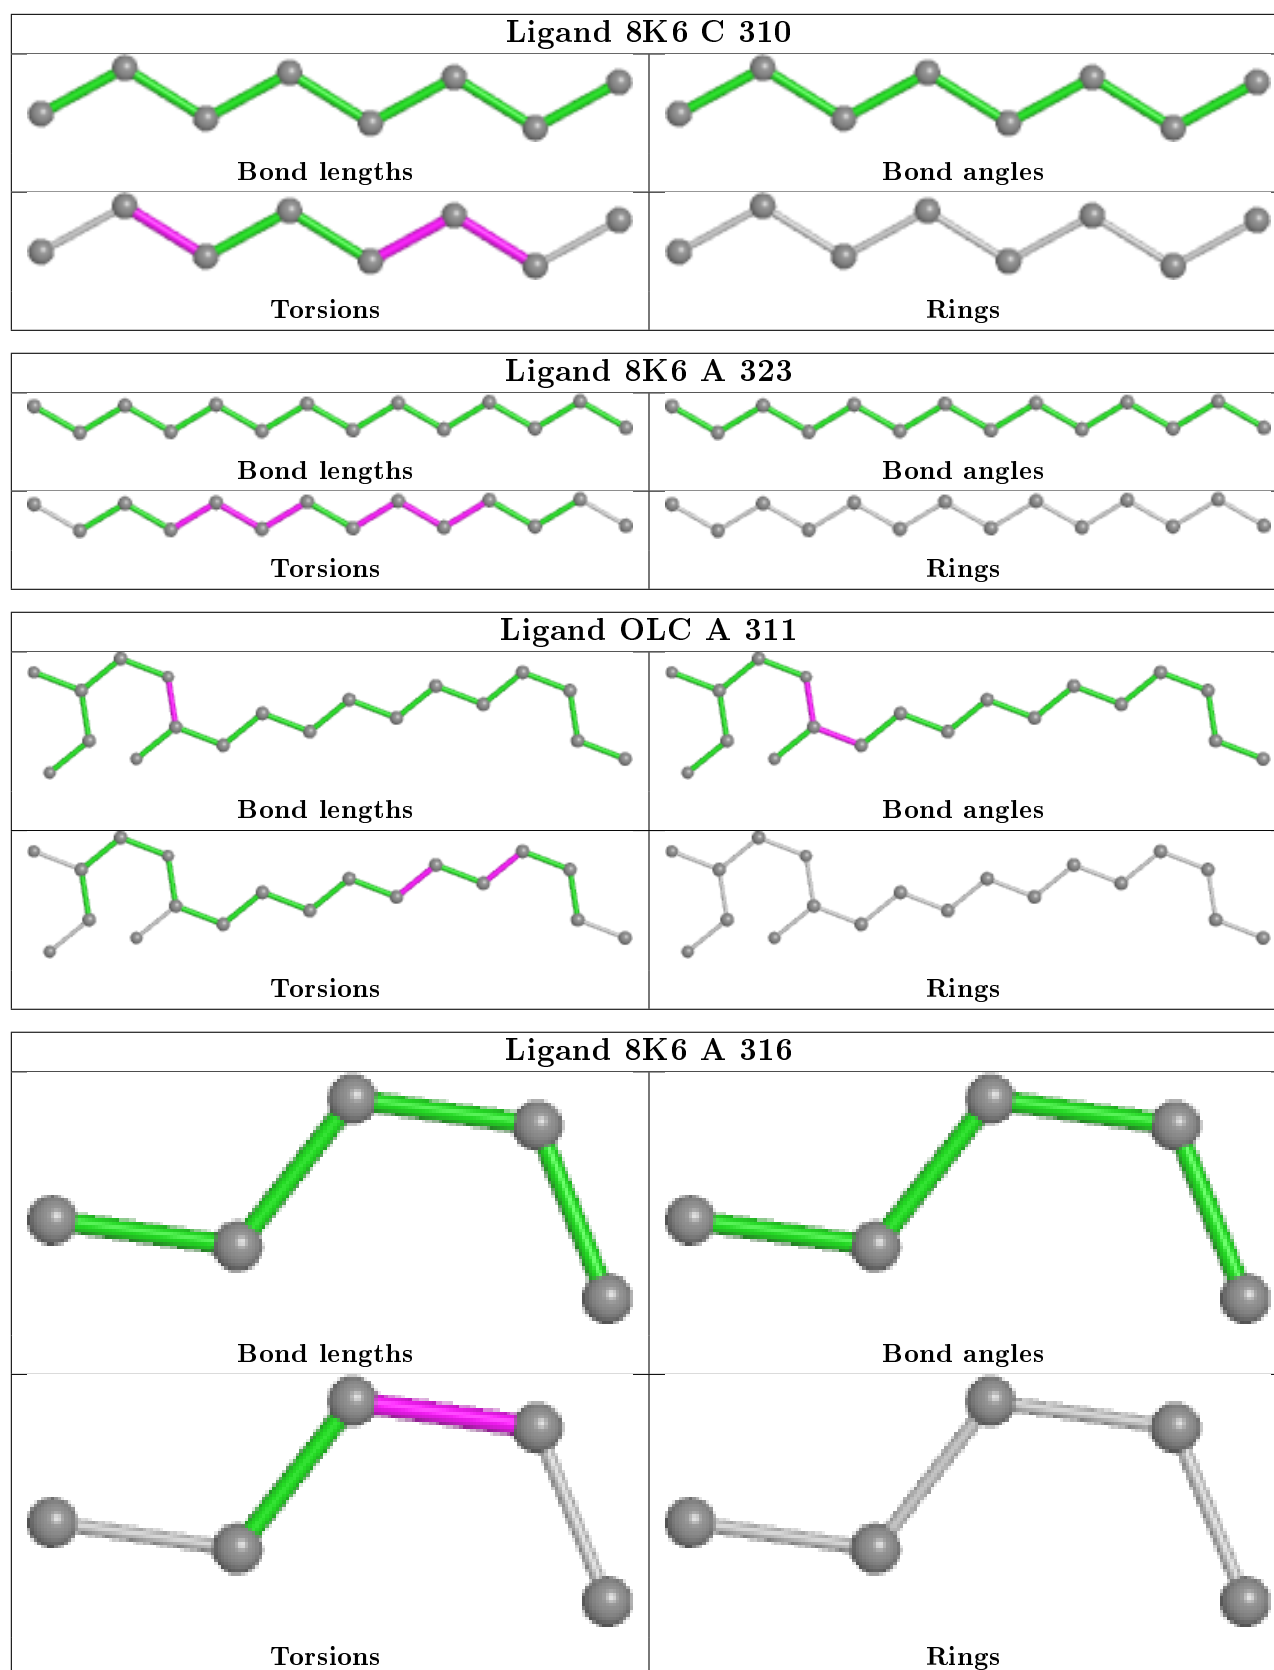 Ligand 8K6 C 310
Bond lengths
Bond angles
Torsions
Rings
Ligand 8K6 A 323
Bond lengths
Bond angles
Torsions
Rings
Ligand OLC A 311
Bond lengths
Bond angles
Torsions
Rings
Ligand 8K6 A 316
Bond lengths
Bond angles
Torsions
Rings